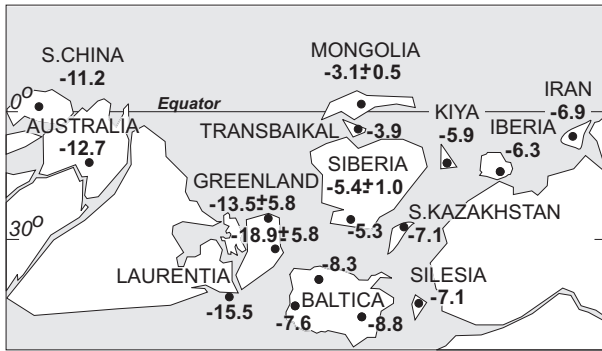 S.CHINA
-11.2
MONGOLIA
-3.1±0.5
IRAN
-6.9
0°
Equator
AUSTRALIA
-12.7
TRANSBAIKAL
-3.9
KIYA
-5.9
IBERIA
-6.3
SIBERIA
-5.4±1.0
GREENLAND
-13.5±5.8
-18.9±5.8
-5.3
S.KAZAKHSTAN
-7.1
30°
LAURENTIA
-15.5
-8.3
BALTICA
-7.6
-8.8
SILESIA
-7.1